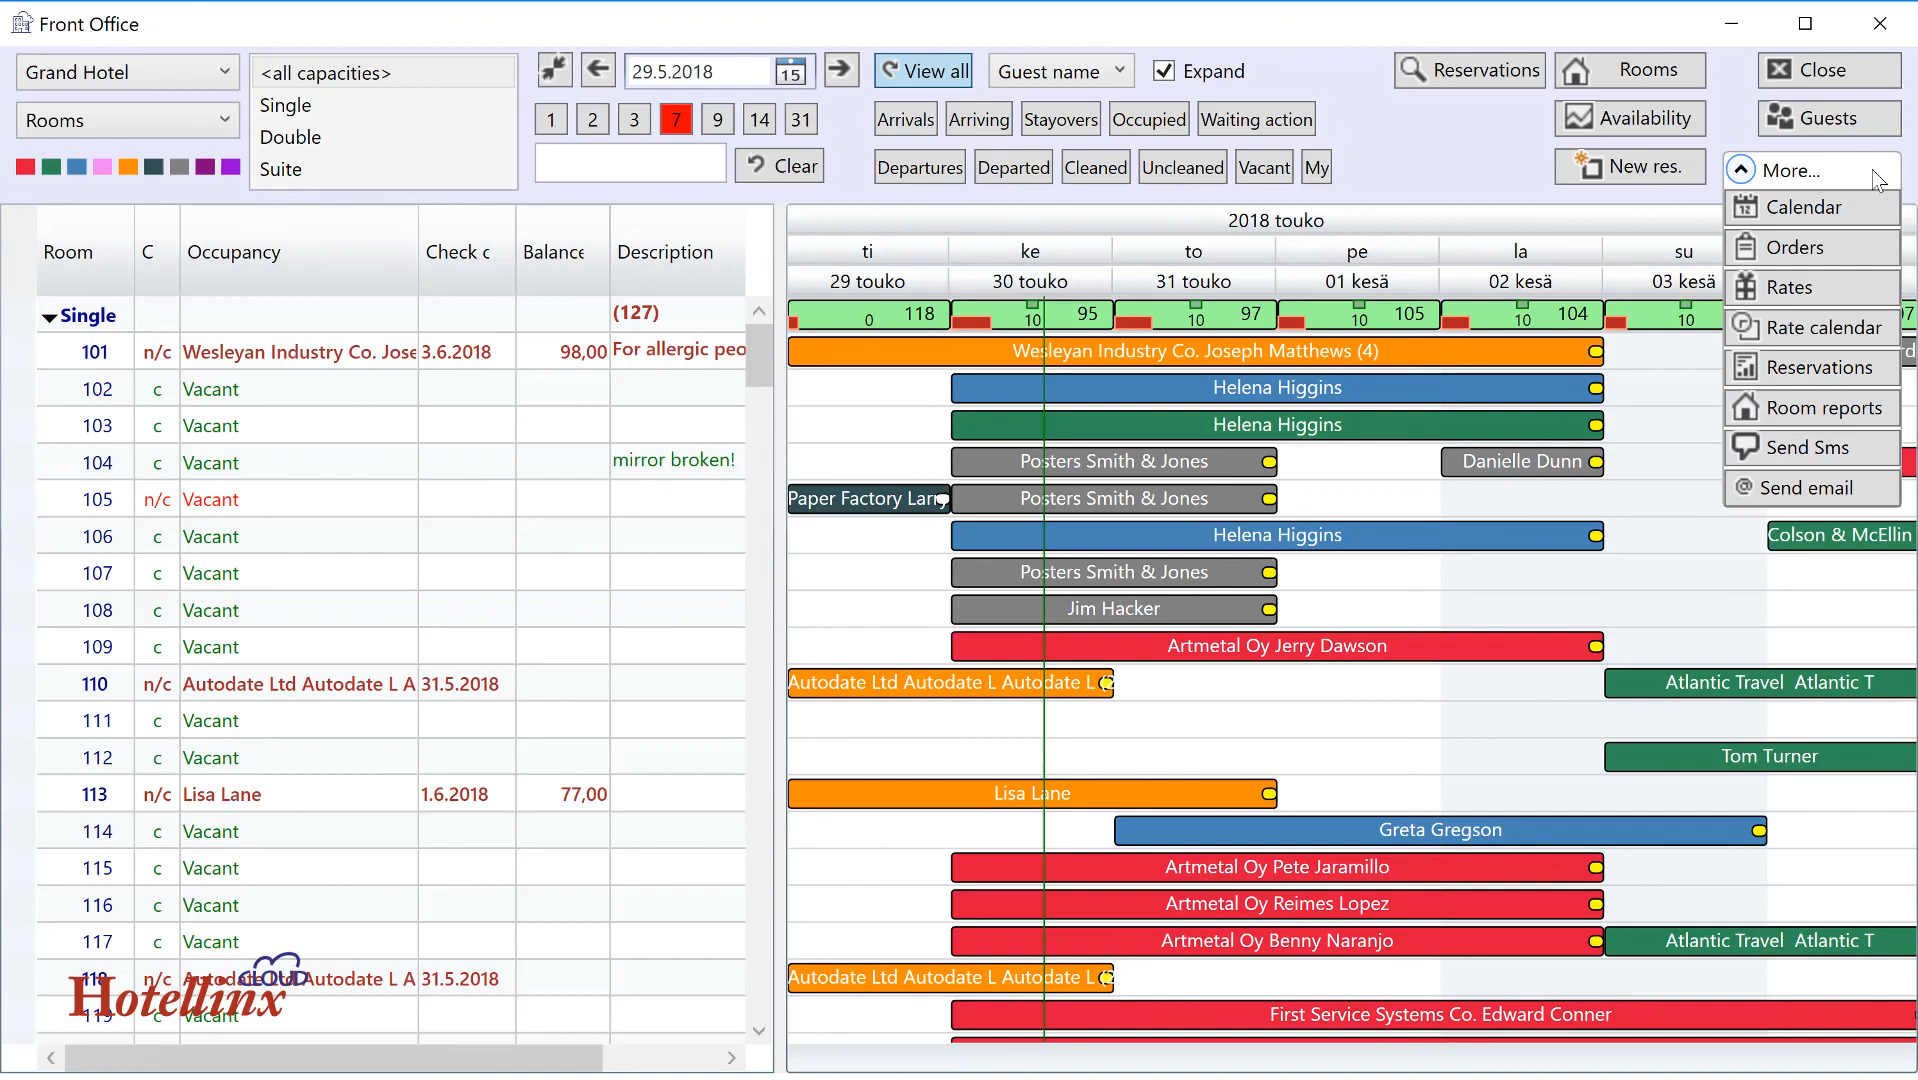 Front Office
Grand Hotel
<all capacities>
29.5.2018
15
View all
Guest name
Expand
Reservations
Rooms
Close
Rooms
Single
Double
Suite
1 2 3 7 9 14 31
Arrivals Arriving Stayovers Occupied Waiting action
Availability
Guests
Clear
Departures Departed Cleaned Uncleaned Vacant My
New res.
More...
Calendar
Orders
Rates
Rate calendar
Reservations
Room reports
Send Sms
Send email
Room C Occupancy Check c Balance Description
2018 touko
ti ke to pe la su
29 touko 30 touko 31 touko 01 kesä 02 kesä 03 kesä
Single (127)
0 118 10 95 10 97 10 105 10 104 10
101 n/c Wesleyan Industry Co. Jose 3.6.2018 98,00 For allergic peo
Wesleyan Industry Co. Joseph Matthews (4)
102 c Vacant
Helena Higgins
103 c Vacant
Helena Higgins
104 c Vacant mirror broken!
Posters Smith & Jones Danielle Dunn
105 n/c Vacant
Paper Factory Larry Posters Smith & Jones
106 c Vacant
Helena Higgins Colson & McEllin
107 c Vacant
Posters Smith & Jones
108 c Vacant
Jim Hacker
109 c Vacant
Artmetal Oy Jerry Dawson
110 n/c Autodate Ltd Autodate L A 31.5.2018
Autodate Ltd Autodate L Autodate L Atlantic Travel Atlantic T
111 c Vacant
112 c Vacant
Tom Turner
113 n/c Lisa Lane 1.6.2018 77,00
Lisa Lane
114 c Vacant
Greta Gregson
115 c Vacant
Artmetal Oy Pete Jaramillo
116 c Vacant
Artmetal Oy Reimes Lopez
117 c Vacant
Artmetal Oy Benny Naranjo Atlantic Travel Atlantic T
118 n/c Autodate Ltd Autodate L A 31.5.2018
Autodate Ltd Autodate L Autodate L
119 Vacant
First Service Systems Co. Edward Conner
Hotellinx CLOUD